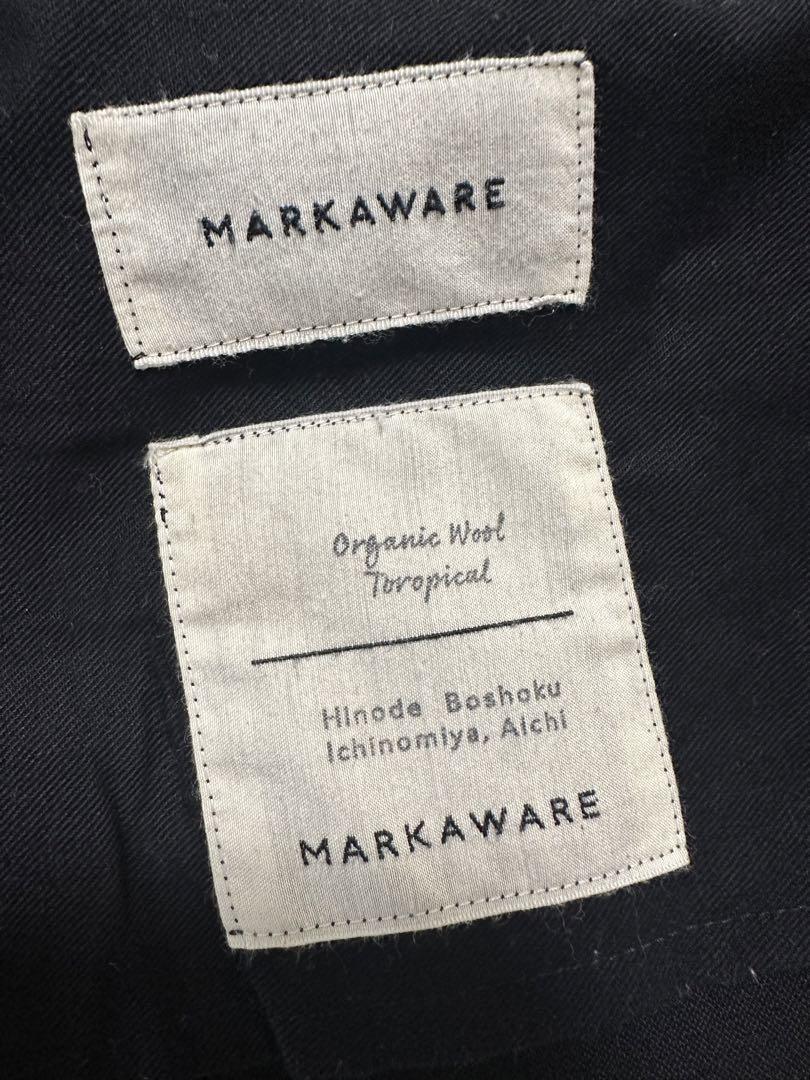 MARKAWARE
Organic Wool
Toropical
Hinode Boshoku
Ichinomiya, Aichi
MARKAWARE